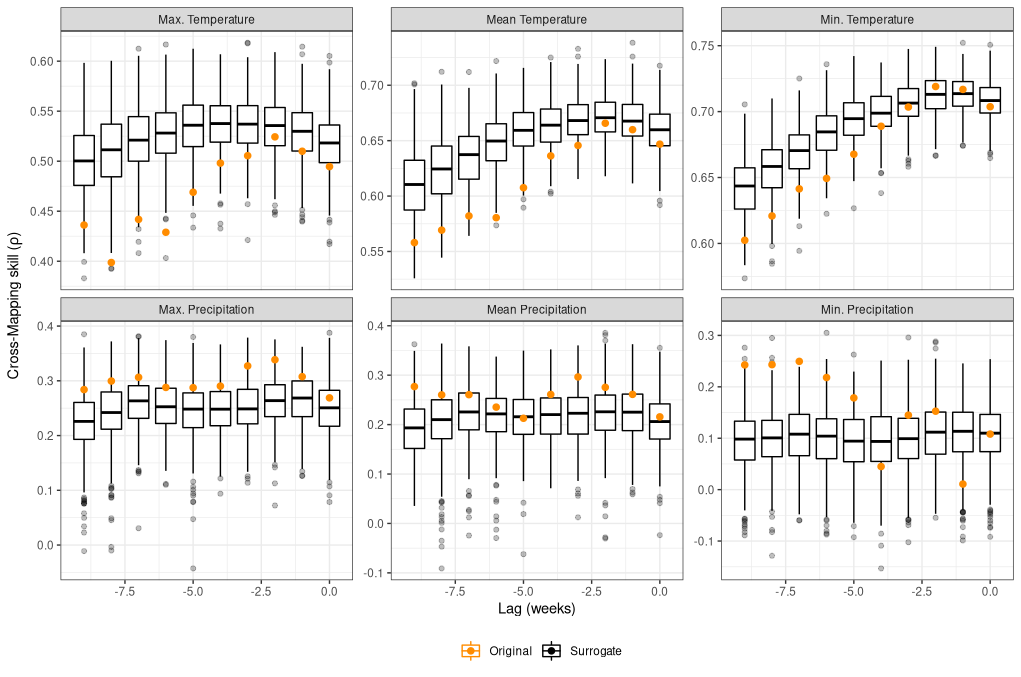 Max. Temperature
Mean Temperature
Min. Temperature
0.60
0.55
0.50
0.45
0.40
0.70
0.65
0.60
0.55
0.75
0.70
0.65
0.60
Cross-Mapping skill (ρ)
Max. Precipitation
Mean Precipitation
Min. Precipitation
0.4
0.3
0.2
0.1
0.0
0.4
0.3
0.2
0.1
0.0
-0.1
0.3
0.2
0.1
0.0
-0.1
-7.5 -5.0 -2.5 0.0
-7.5 -5.0 -2.5 0.0
-7.5 -5.0 -2.5 0.0
Lag (weeks)
Original Surrogate